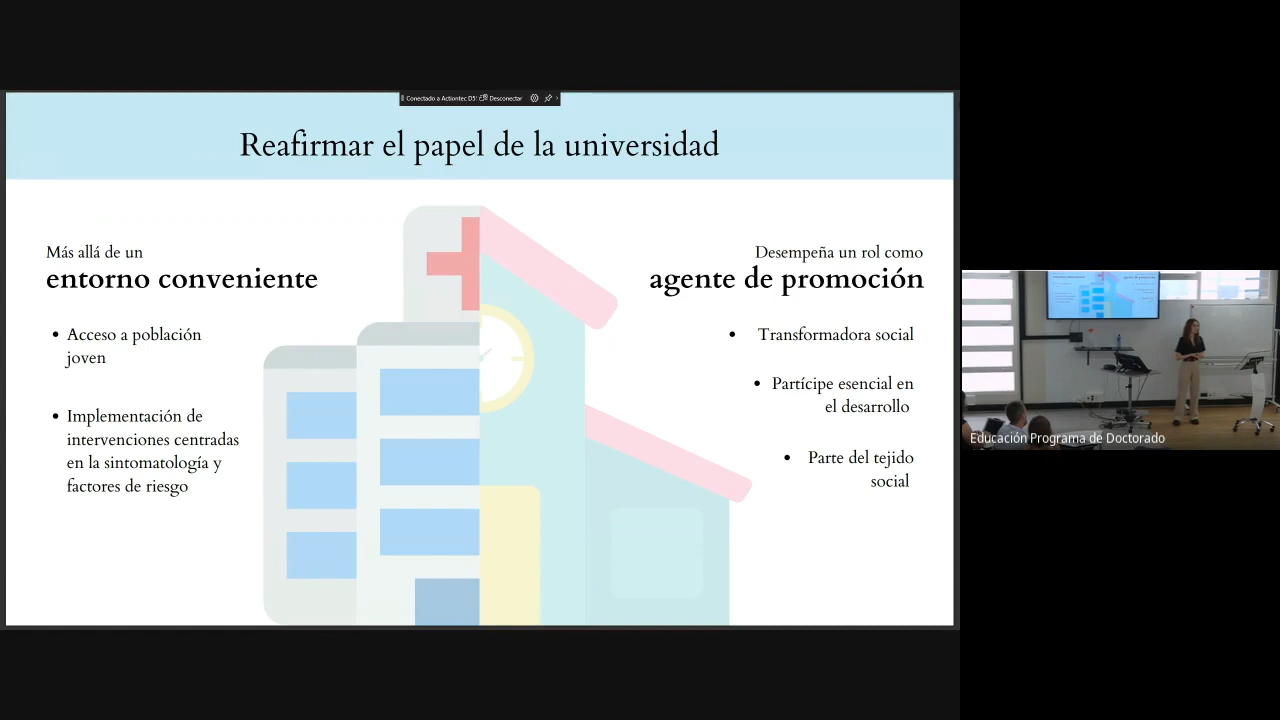 Conectado a Actiontec D5
Desconectar
Reafirmar el papel de la universidad
Más allá de un
entorno conveniente
• Acceso a población
joven
• Implementación de
intervenciones centradas
en la sintomatología y
factores de riesgo
Desempeña un rol como
agente de promoción
• Transformadora social
• Partícipe esencial en
el desarrollo
• Parte del tejido
social
Educación Programa de Doctorado